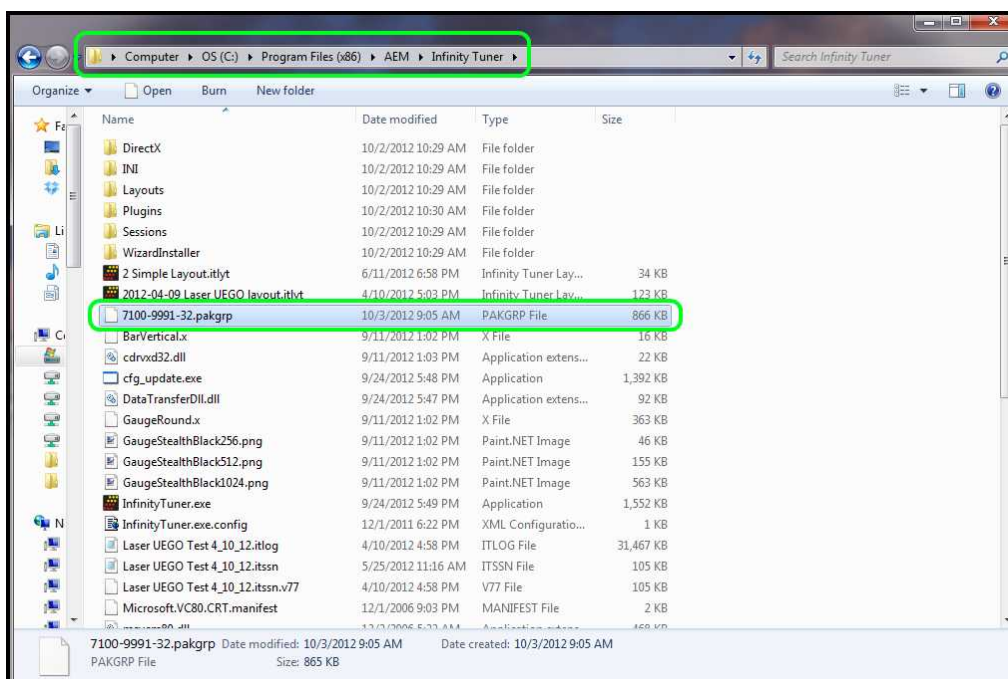 Computer ▸ OS (C:) ▸ Program Files (x86) ▸ AEM ▸ Infinity Tuner ▸ Search Infinity Tuner
Organize Open Burn New folder
Name Date modified Type Size
DirectX 10/2/2012 10:29 AM File folder
INI 10/2/2012 10:29 AM File folder
Layouts 10/2/2012 10:29 AM File folder
Plugins 10/2/2012 10:30 AM File folder
Sessions 10/2/2012 10:29 AM File folder
WizardInstaller 10/2/2012 10:29 AM File folder
2 Simple Layout.itlyt 6/11/2012 6:58 PM Infinity Tuner Lay... 34 KB
2012-04-09 Laser UEGO layout.itlyt 4/10/2012 5:03 PM Infinity Tuner Lay... 123 KB
7100-9991-32.pakgrp 10/3/2012 9:05 AM PAKGRP File 866 KB
BarVertical.x 9/11/2012 1:02 PM X File 16 KB
cdrvxd32.dll 9/11/2012 1:03 PM Application extens... 22 KB
cfg_update.exe 9/24/2012 5:48 PM Application 1,392 KB
DataTransferDll.dll 9/24/2012 5:47 PM Application extens... 92 KB
GaugeRound.x 9/11/2012 1:02 PM X File 363 KB
GaugeStealthBlack256.png 9/11/2012 1:02 PM Paint.NET Image 46 KB
GaugeStealthBlack512.png 9/11/2012 1:02 PM Paint.NET Image 155 KB
GaugeStealthBlack1024.png 9/11/2012 1:02 PM Paint.NET Image 563 KB
InfinityTuner.exe 9/24/2012 5:49 PM Application 1,552 KB
InfinityTuner.exe.config 12/1/2011 6:22 PM XML Configuratio... 1 KB
Laser UEGO Test 4_10_12.itlog 4/10/2012 4:58 PM ITLOG File 31,467 KB
Laser UEGO Test 4_10_12.itssn 5/25/2012 11:16 AM ITSSN File 105 KB
Laser UEGO Test 4_10_12.itssn.v77 4/10/2012 4:58 PM V77 File 105 KB
Microsoft.VC80.CRT.manifest 12/1/2006 9:03 PM MANIFEST File 2 KB
7100-9991-32.pakgrp Date modified: 10/3/2012 9:05 AM Date created: 10/3/2012 9:05 AM
PAKGRP File Size: 865 KB